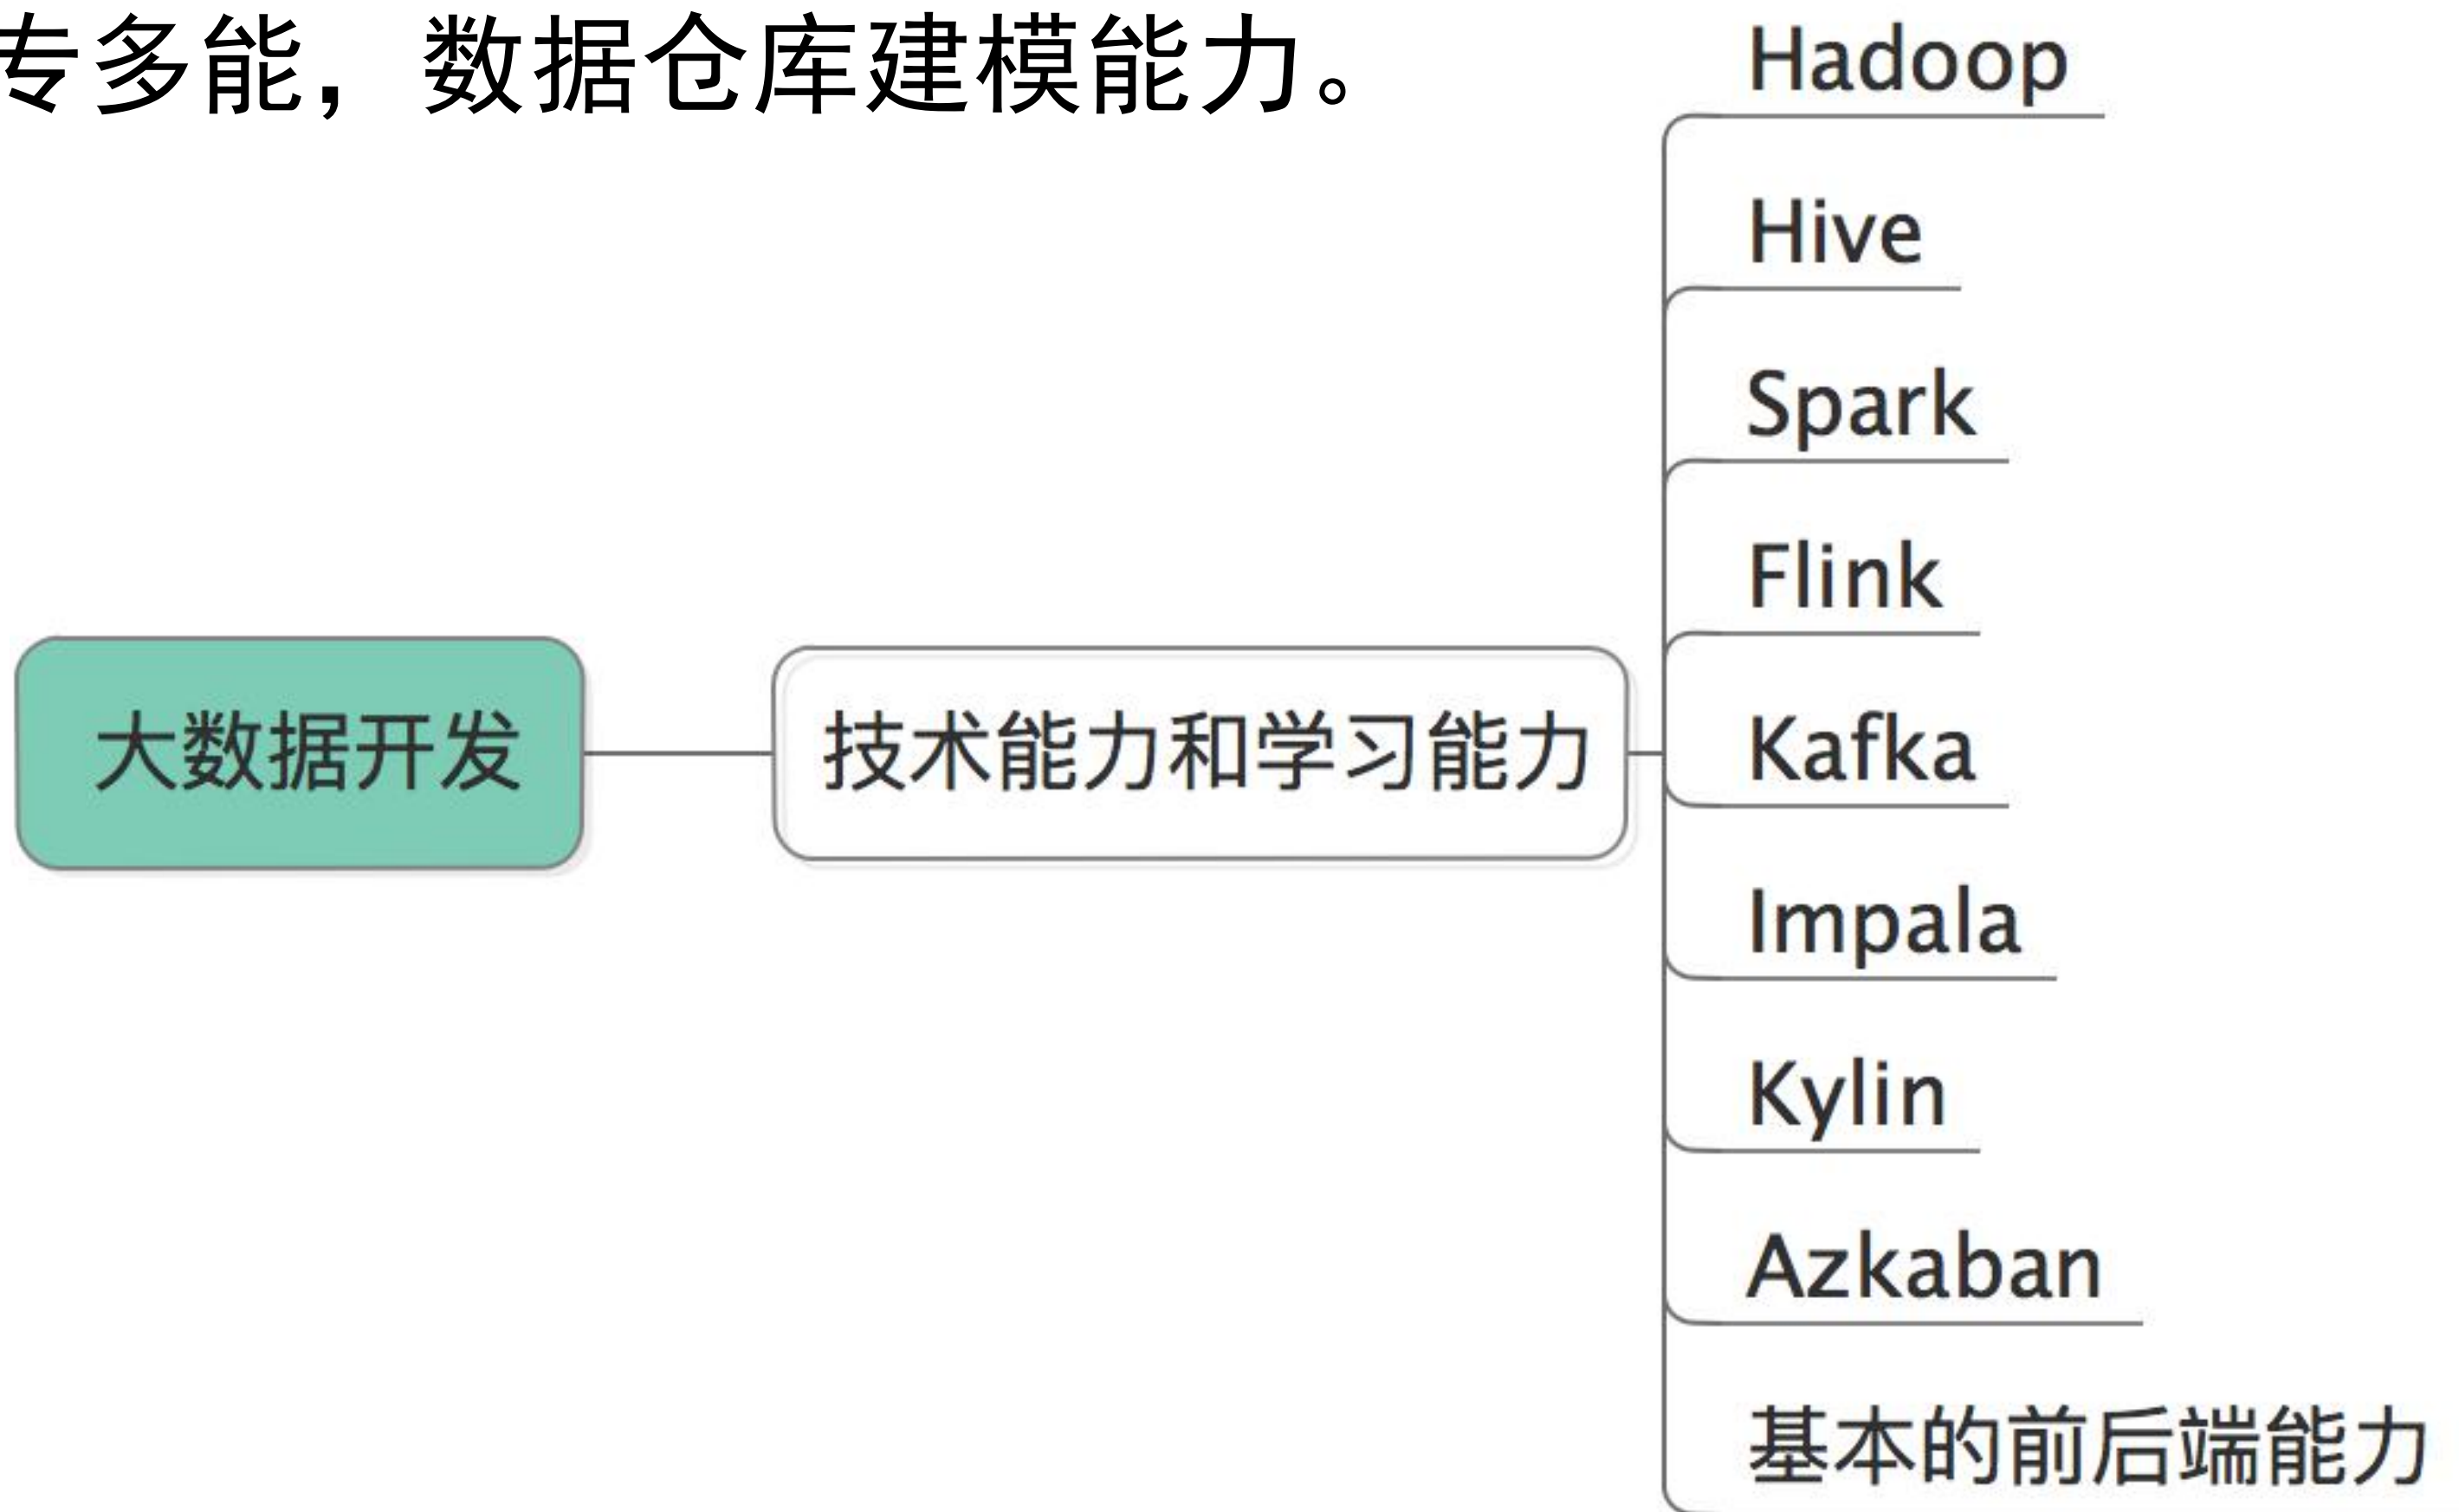 专多能，数据仓库建模能力。
Hadoop
Hive
Spark
Flink
大数据开发
技术能力和学习能力
Kafka
Impala
Kylin
Azkaban
基本的前后端能力